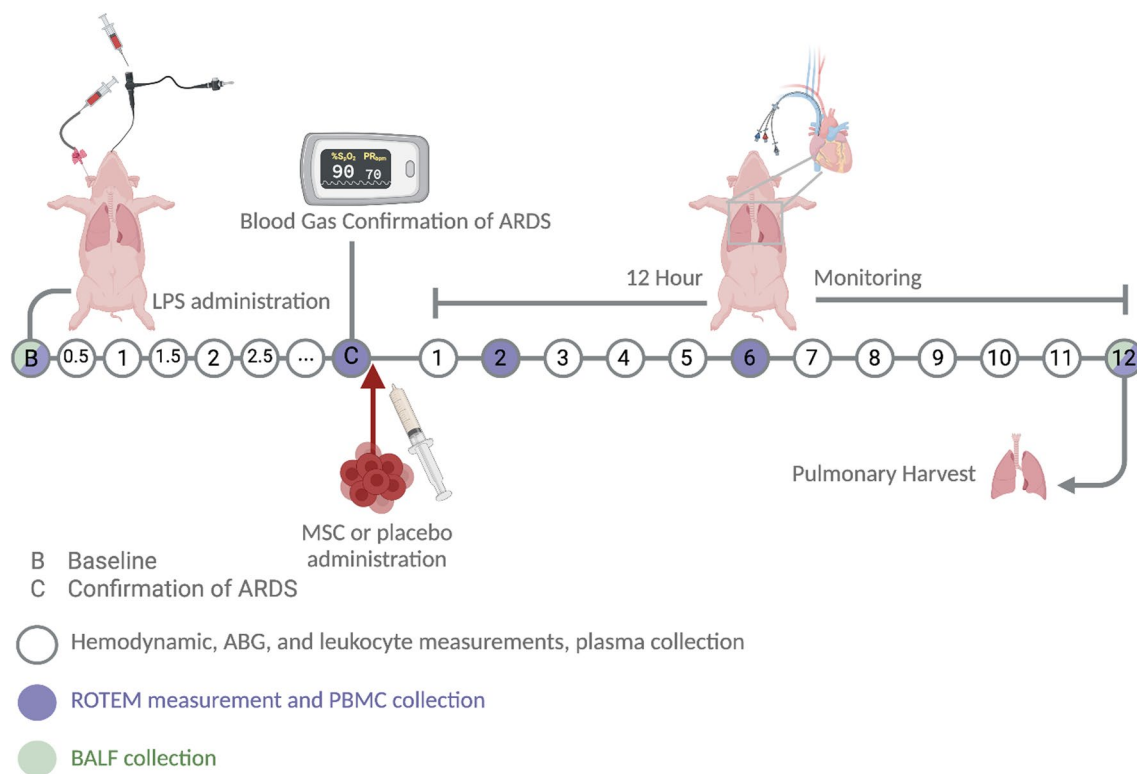 %SpO2 PRbpm
90 70
Blood Gas Confirmation of ARDS
12 Hour Monitoring
LPS administration
B 0.5 1 1.5 2 2.5 ... C 1 2 3 4 5 6 7 8 9 10 11 12
Pulmonary Harvest
MSC or placebo
administration
B Baseline
C Confirmation of ARDS
Hemodynamic, ABG, and leukocyte measurements, plasma collection
ROTEM measurement and PBMC collection
BALF collection